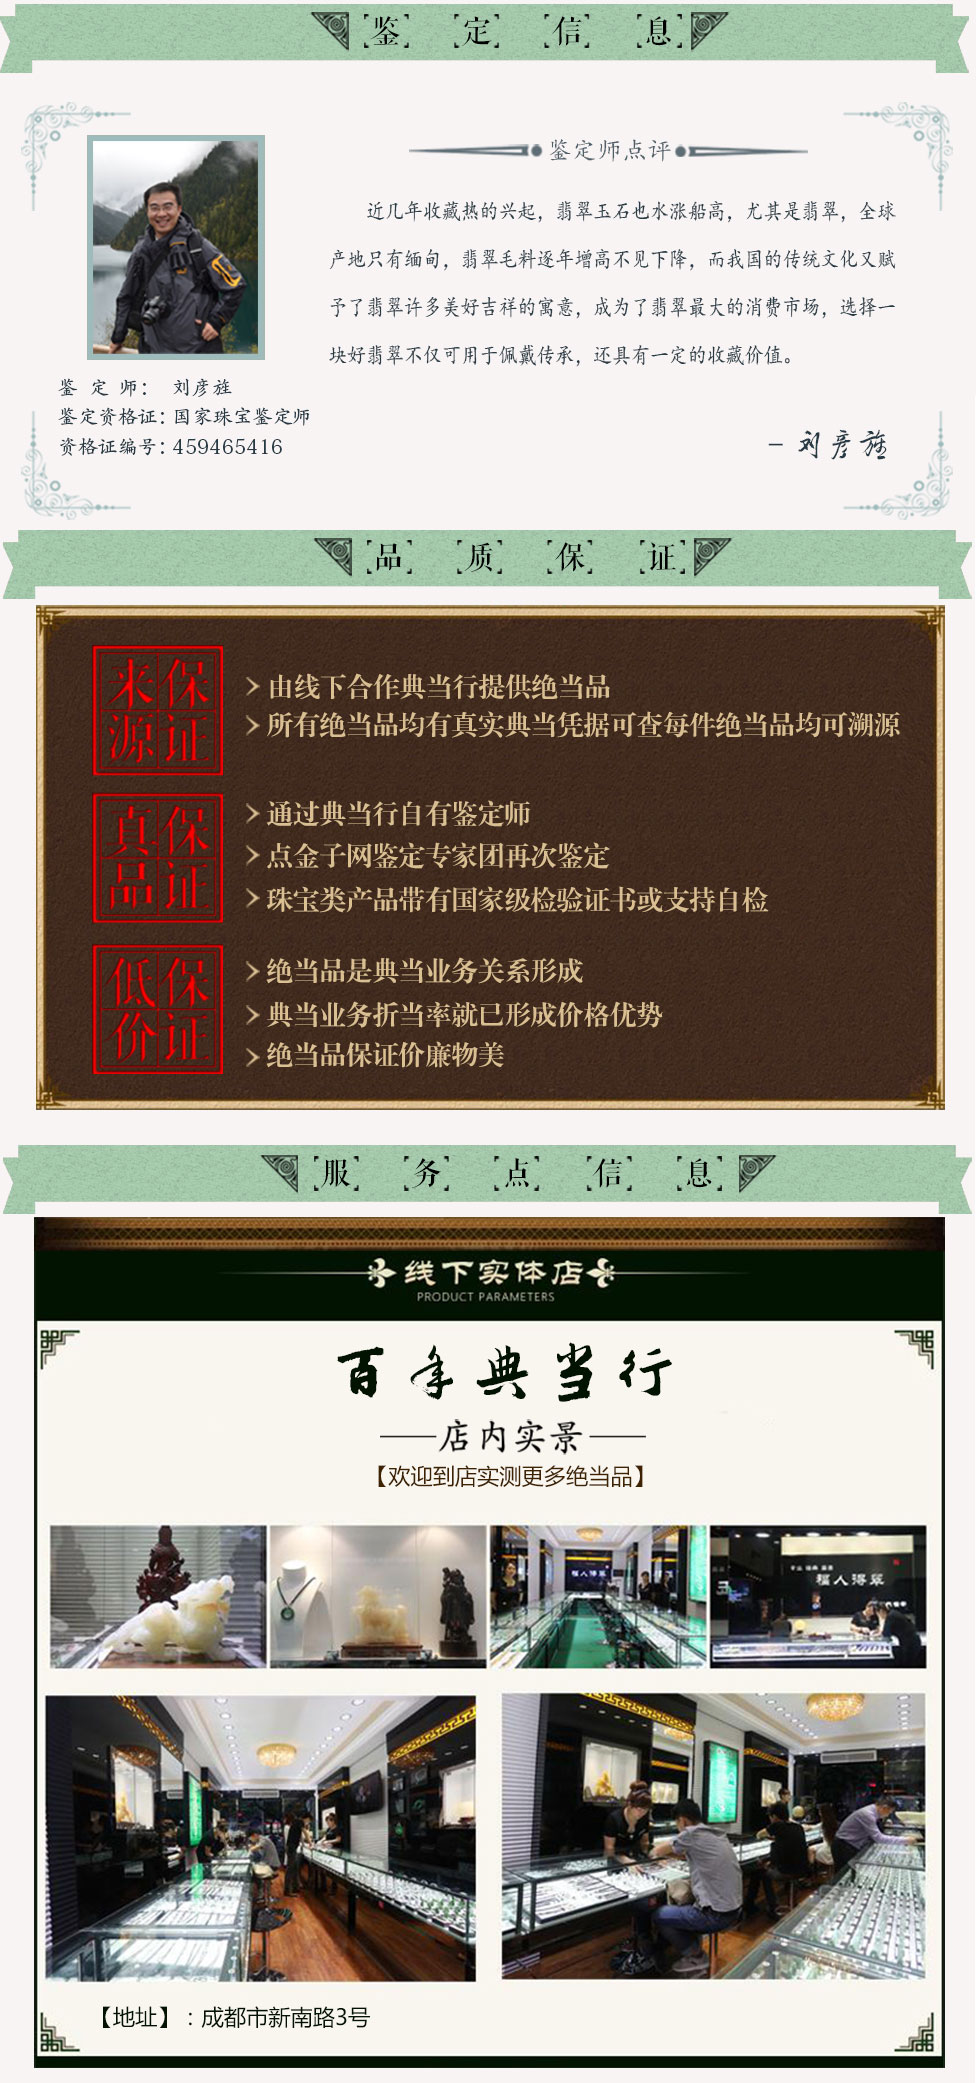 鉴定信息
鉴定师点评
近几年收藏热的兴起，翡翠玉石也水涨船高，尤其是翡翠，全球
产地只有缅甸，翡翠毛料逐年增高不见下降，而我国的传统文化又赋
予了翡翠许多美好吉祥的寓意，成为了翡翠最大的消费市场，选择一
块好翡翠不仅可用于佩戴传承，还具有一定的收藏价值。
鉴 定 师： 刘彦旌
鉴定资格证：国家珠宝鉴定师
资格证编号：459465416
- 刘彦旌
品质保证
来源保证
>由线下合作典当行提供绝当品
>所有绝当品均有真实典当凭据可查每件绝当品均可溯源
真品保证
>通过典当行自有鉴定师
>点金子网鉴定专家团再次鉴定
>珠宝类产品带有国家级检验证书或支持自检
低价保证
>绝当品是典当业务关系形成
>典当业务折当率就已形成价格优势
>绝当品保证价廉物美
服务点信息
线下实体店
PRODUCT PARAMETERS
百年典当行
店内实景
【欢迎到店实测更多绝当品】
福人得翠
【地址】：成都市新南路3号